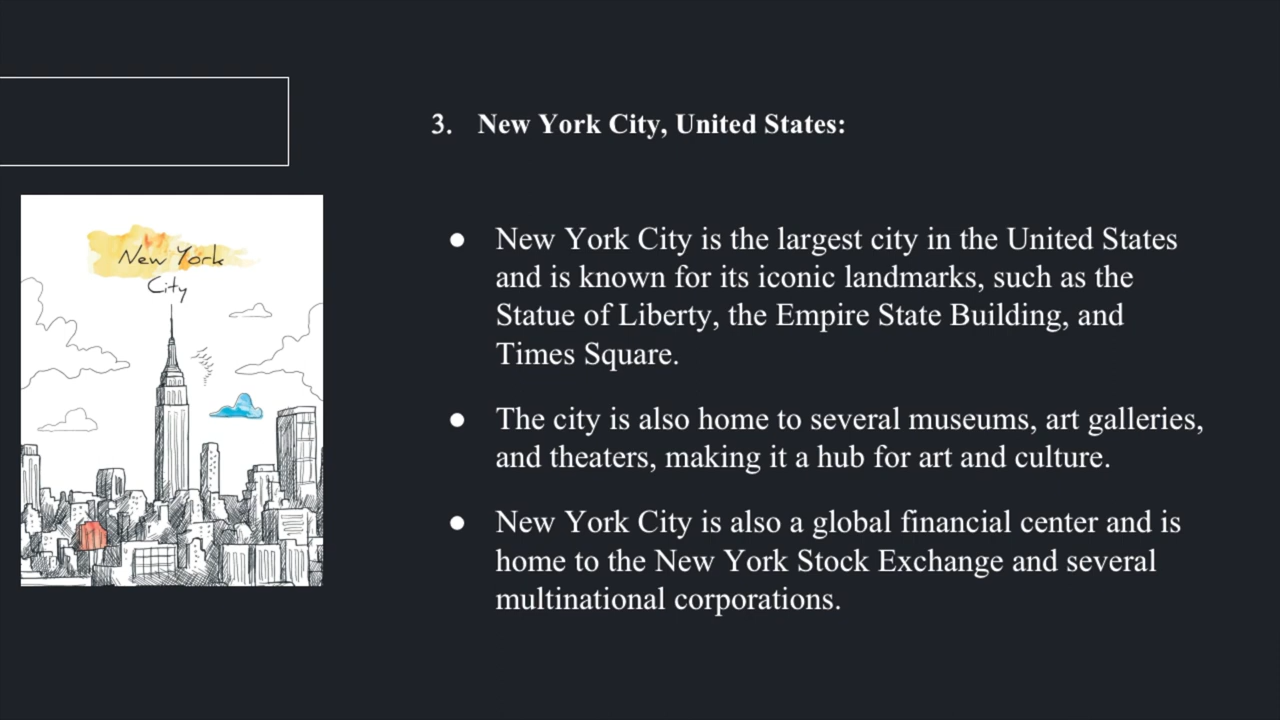 3. New York City, United States:
New York
City
● New York City is the largest city in the United States
and is known for its iconic landmarks, such as the
Statue of Liberty, the Empire State Building, and
Times Square.
● The city is also home to several museums, art galleries,
and theaters, making it a hub for art and culture.
● New York City is also a global financial center and is
home to the New York Stock Exchange and several
multinational corporations.